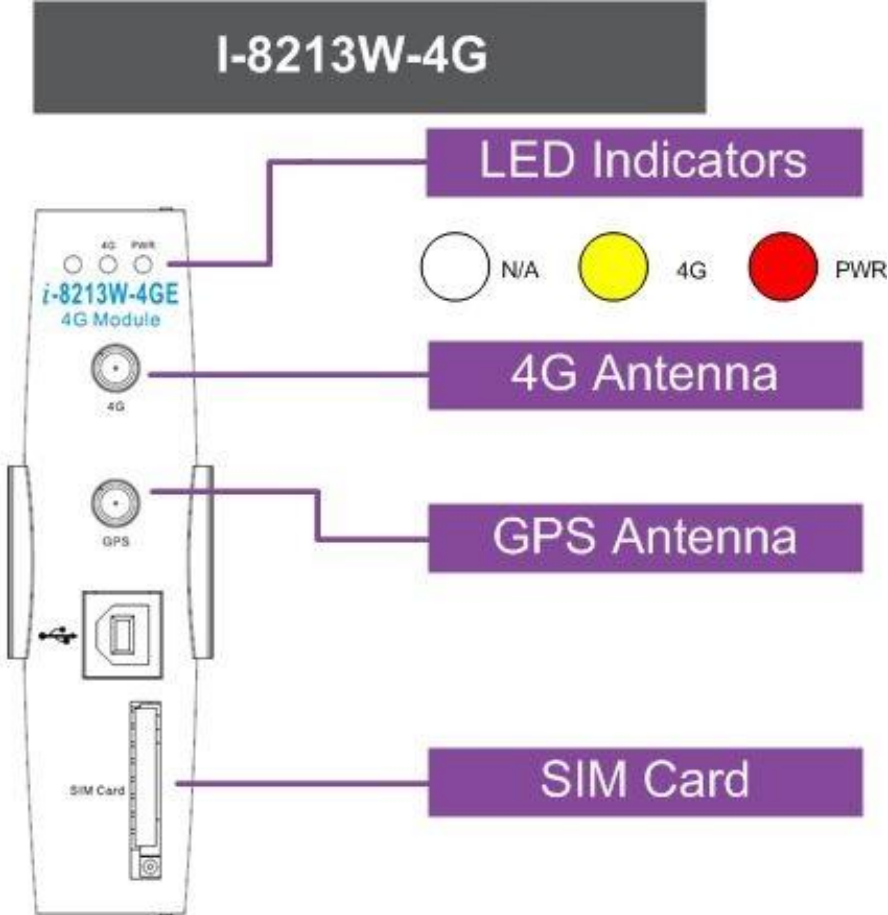 I-8213W-4G
LED Indicators
N/A
4G
PWR
4G PWR
i-8213W-4GE
4G Module
4G Antenna
4G
GPS Antenna
GPS
SIM Card
SIM Card